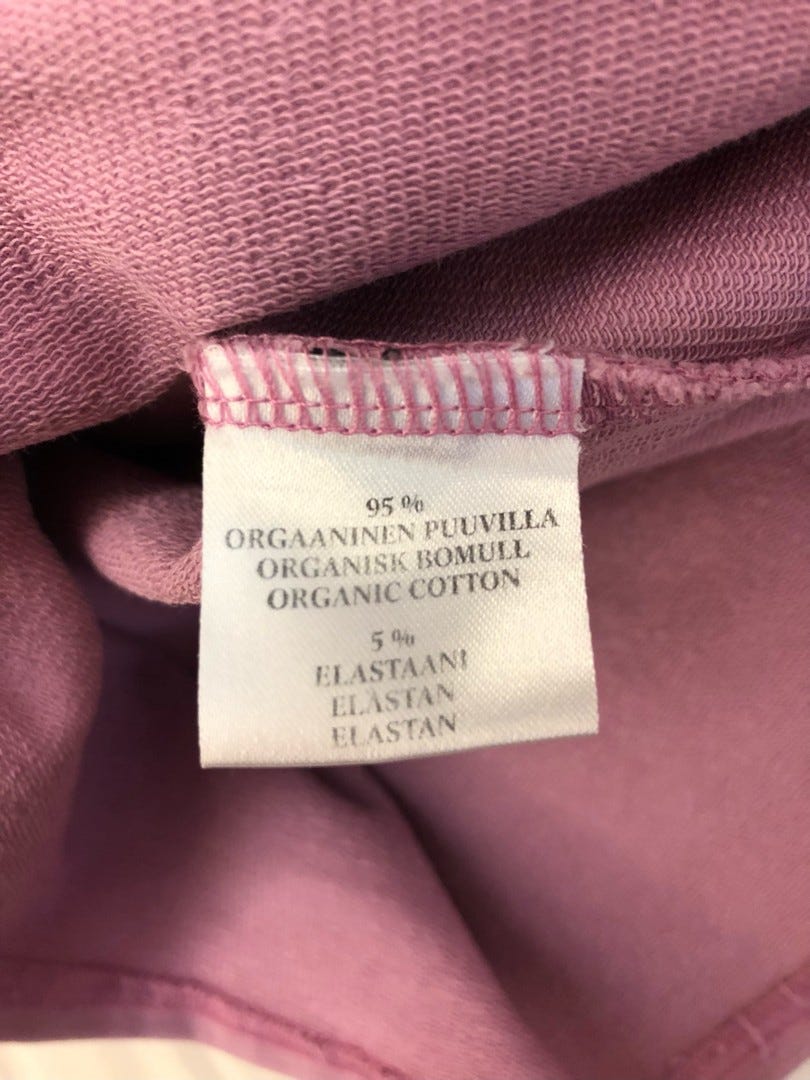 95 %
ORGAANINEN PUUVILLA
ORGANISK BOMULL
ORGANIC COTTON
5 %
ELASTAANI
ELASTAN
ELASTAN